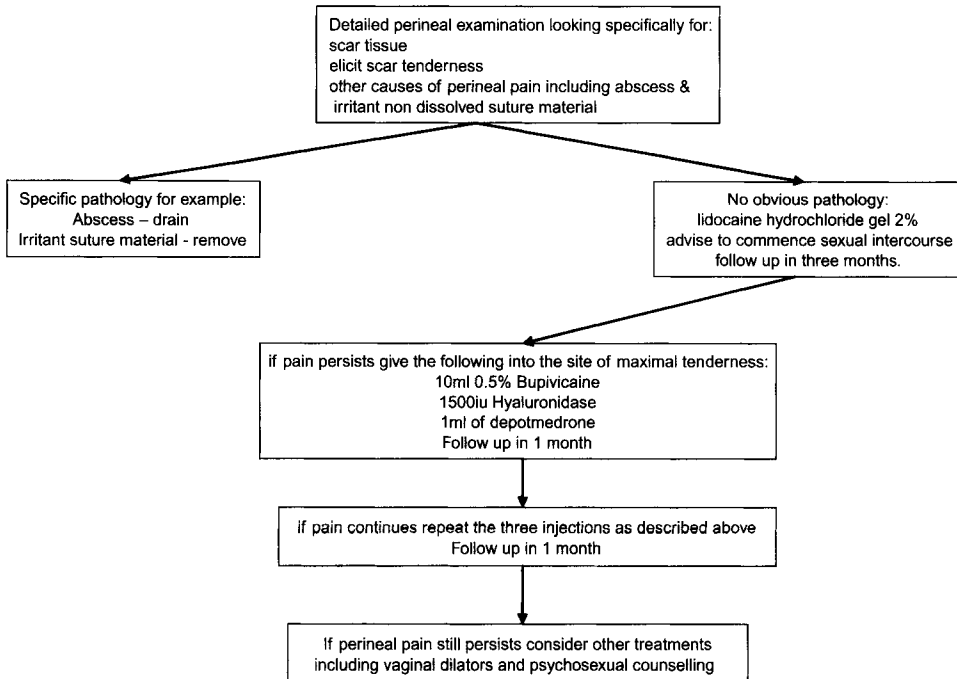 Detailed perineal examination looking specifically for:
scar tissue
elicit scar tenderness
other causes of perineal pain including abscess &
irritant non dissolved suture material
Specific pathology for example:
Abscess – drain
Irritant suture material - remove
No obvious pathology:
lidocaine hydrochloride gel 2%
advise to commence sexual intercourse
follow up in three months.
if pain persists give the following into the site of maximal tenderness:
10ml 0.5% Bupivicaine
1500iu Hyaluronidase
1ml of depotmedrone
Follow up in 1 month
If pain continues repeat the three injections as described above
Follow up in 1 month
If perineal pain still persists consider other treatments
including vaginal dilators and psychosexual counselling